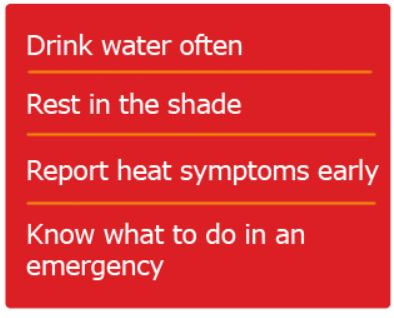 Drink water often
Rest in the shade
Report heat symptoms early
Know what to do in an
emergency